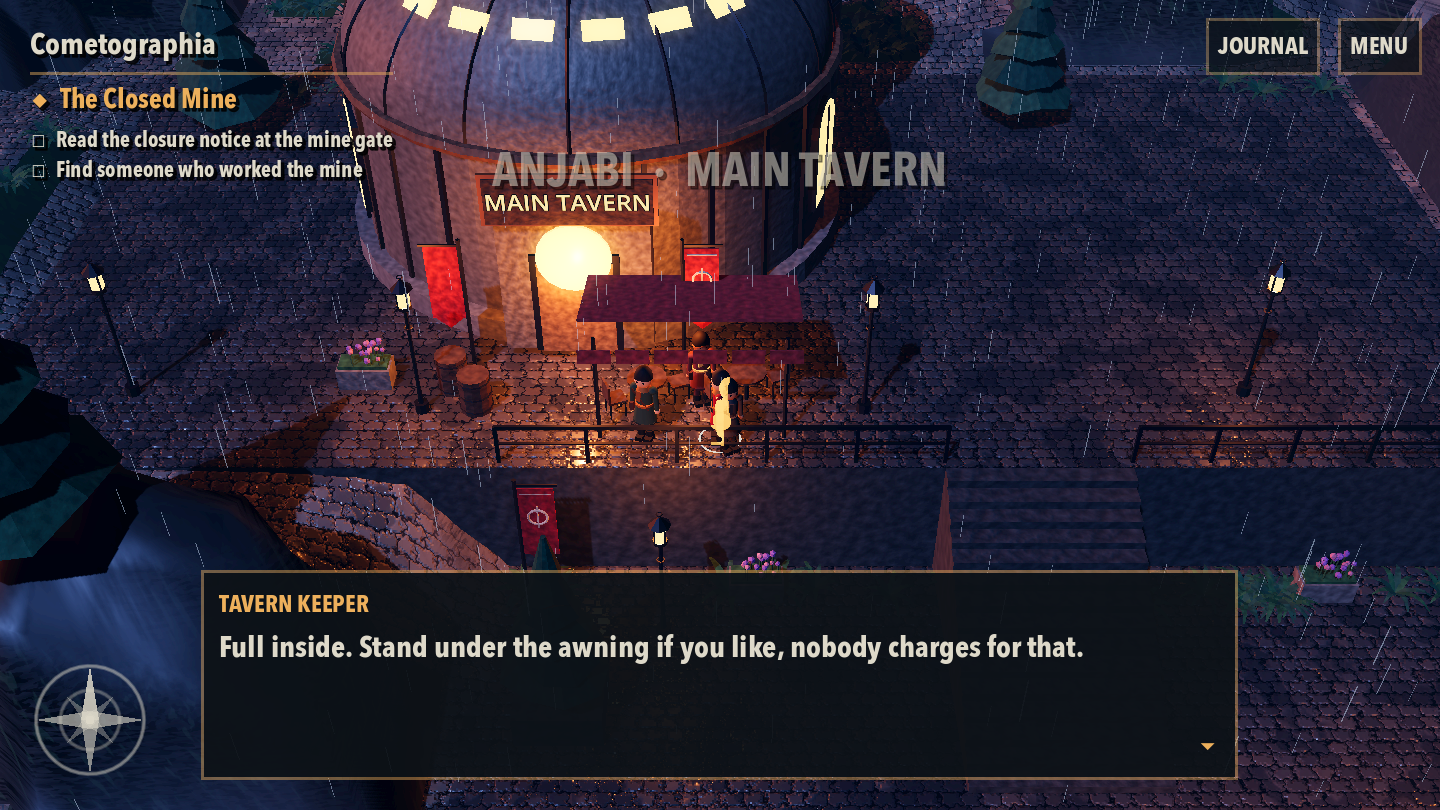 Cometographia
JOURNAL
MENU
The Closed Mine
Read the closure notice at the mine gate
Find someone who worked the mine
ANJABI · MAIN TAVERN
MAIN TAVERN
TAVERN KEEPER
Full inside. Stand under the awning if you like, nobody charges for that.